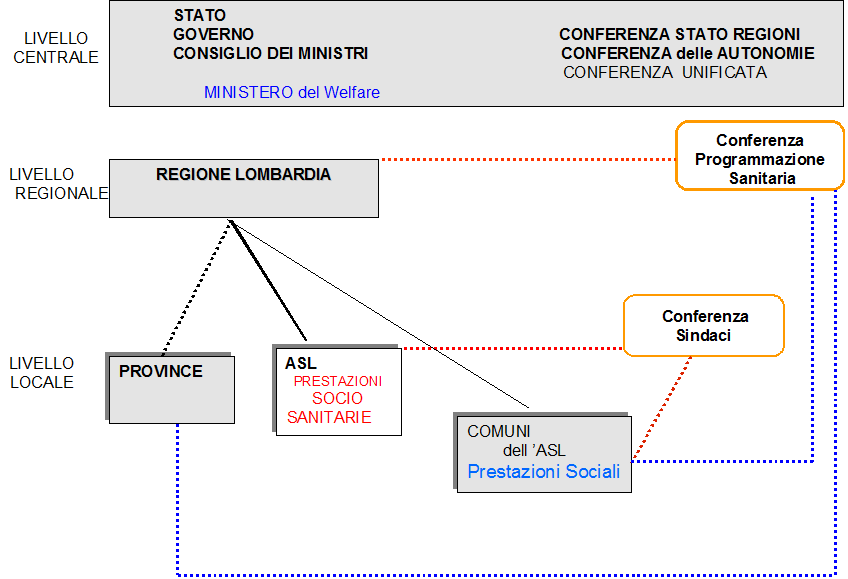 LIVELLO
CENTRALE
STATO
GOVERNO
CONSIGLIO DEI MINISTRI
MINISTERO del Welfare
CONFERENZA STATO REGIONI
CONFERENZA delle AUTONOMIE
CONFERENZA UNIFICATA
LIVELLO
REGIONALE
REGIONE LOMBARDIA
Conferenza
Programmazione
Sanitaria
Conferenza
Sindaci
LIVELLO
LOCALE
PROVINCE
ASL
PRESTAZIONI
SOCIO
SANITARIE
COMUNI
dell 'ASL
Prestazioni Sociali